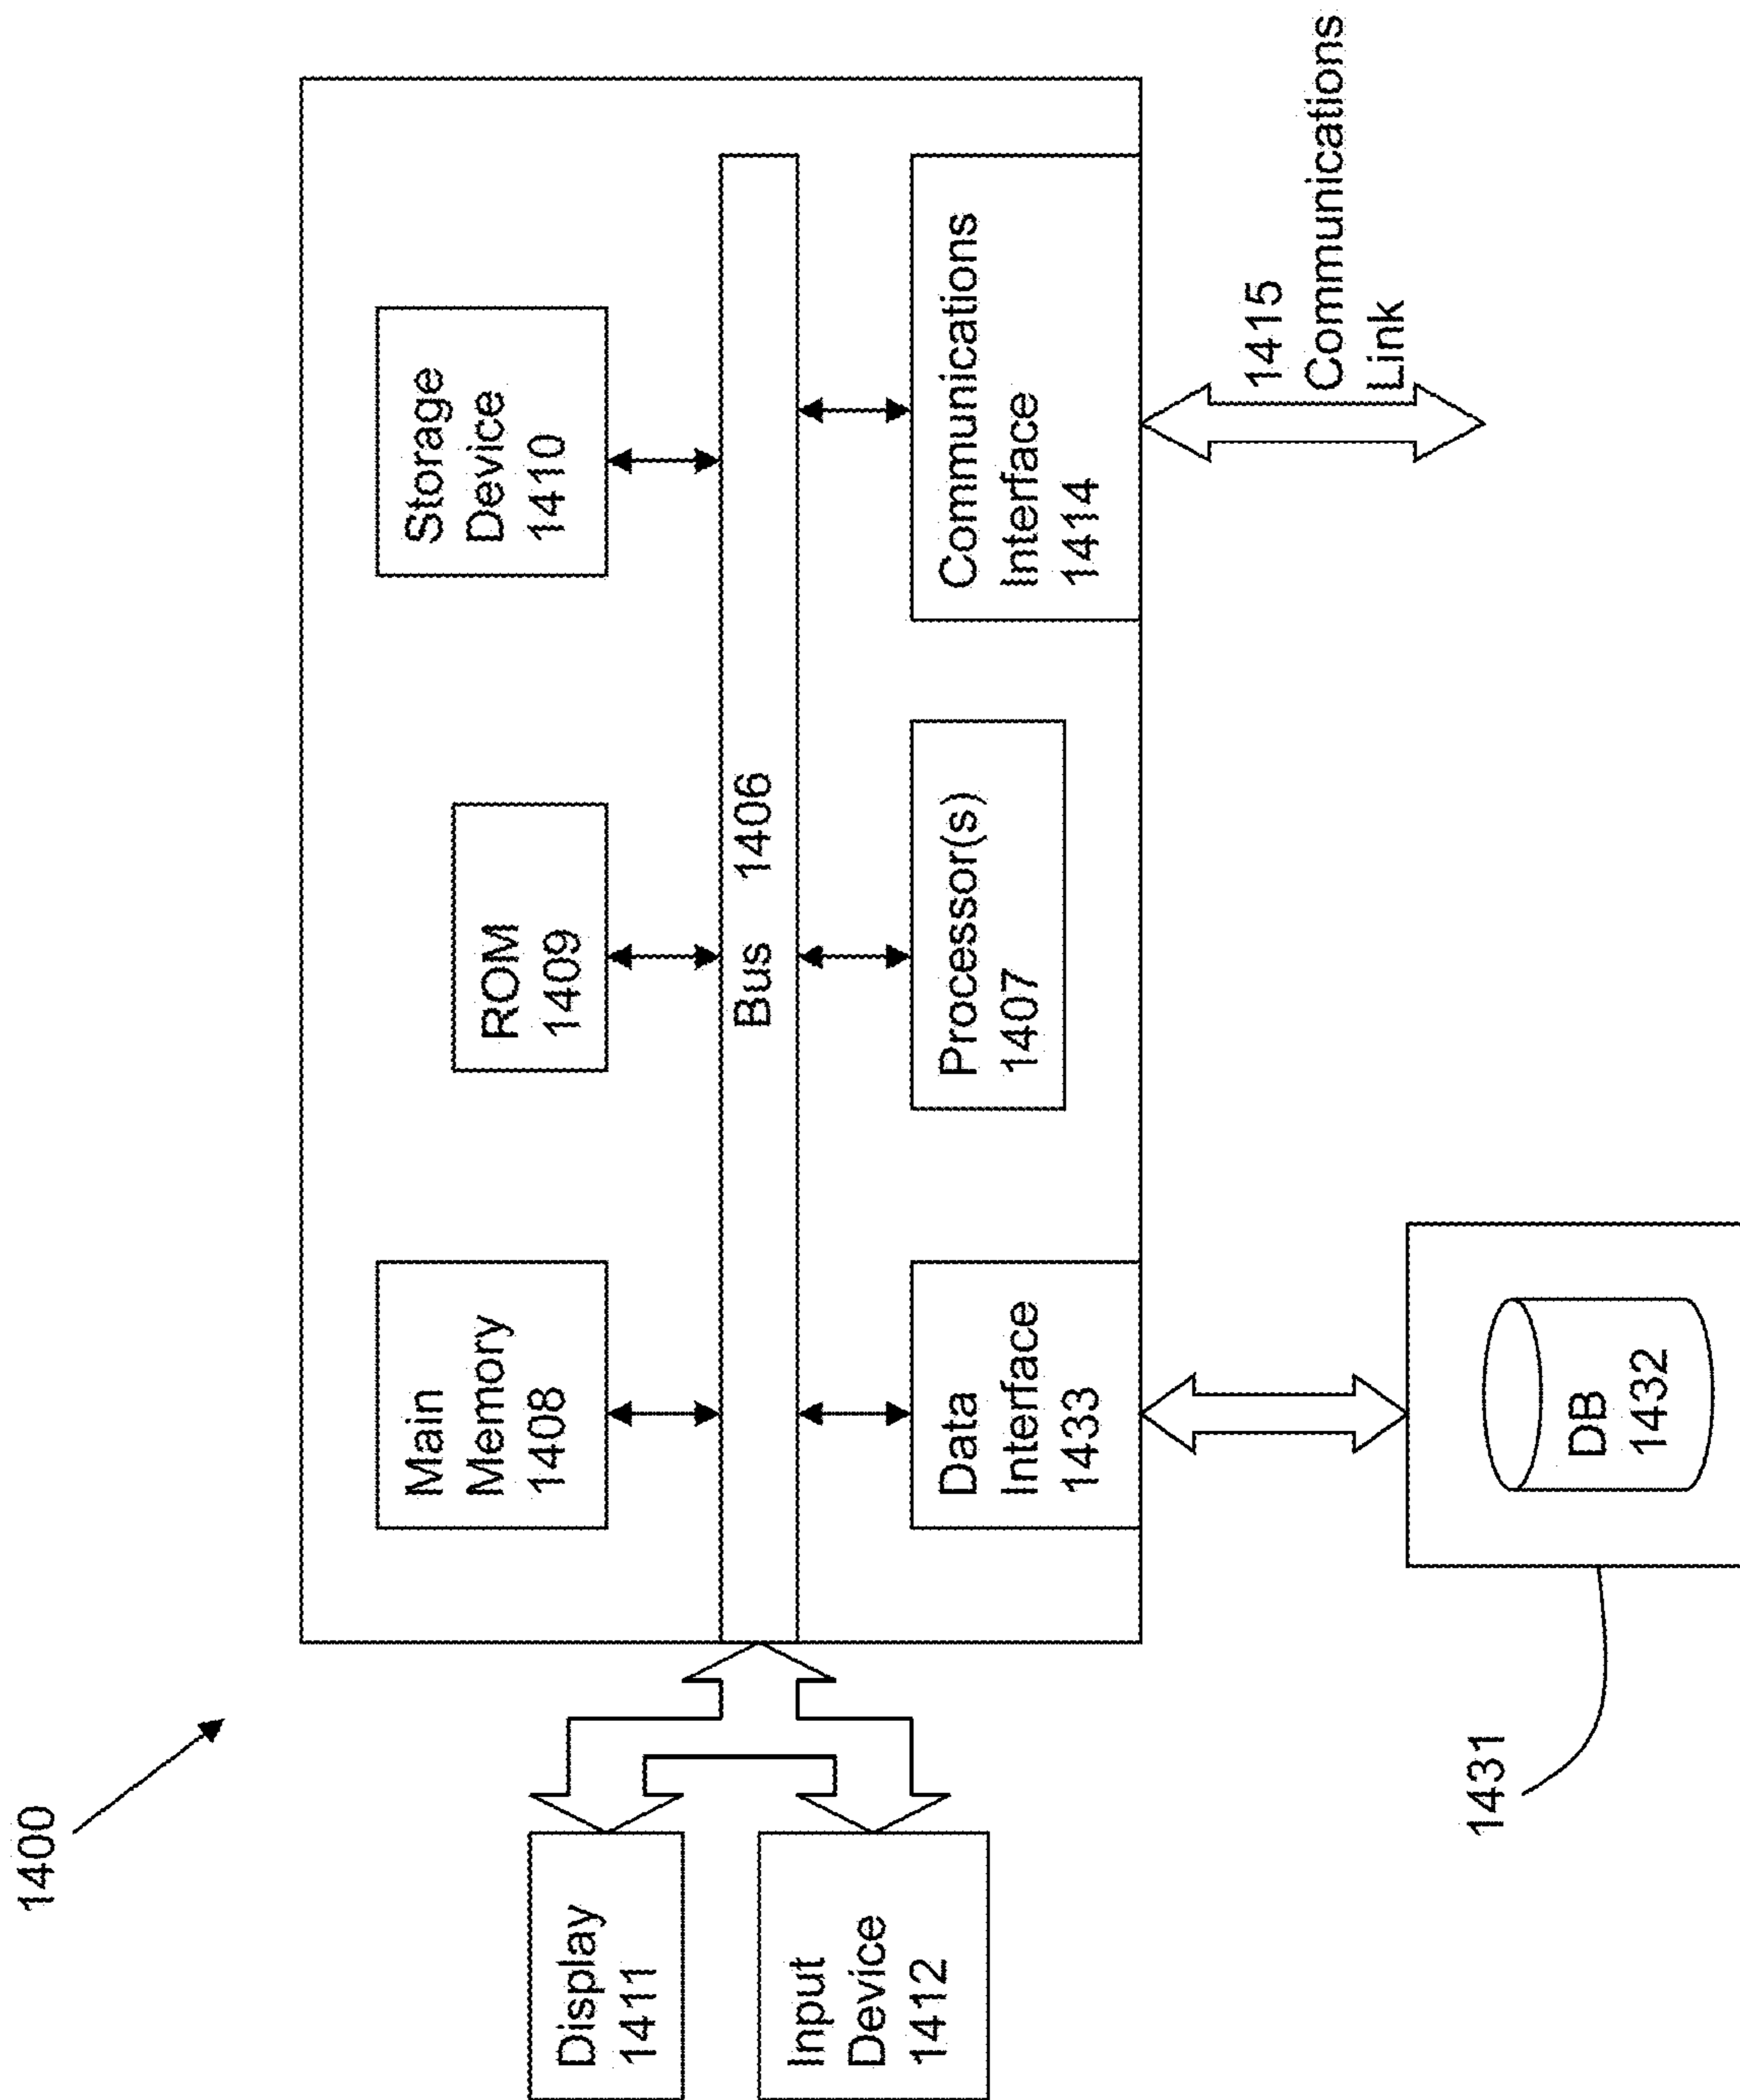 1400
Main
Memory
1408
ROM
1409
Storage
Device
1410
Display
1411
Input
Device
1412
Bus 1406
Data
Interface
1433
Processor(s)
1407
Communications
Interface
1414
1415
Communications
Link
1431
DB
1432